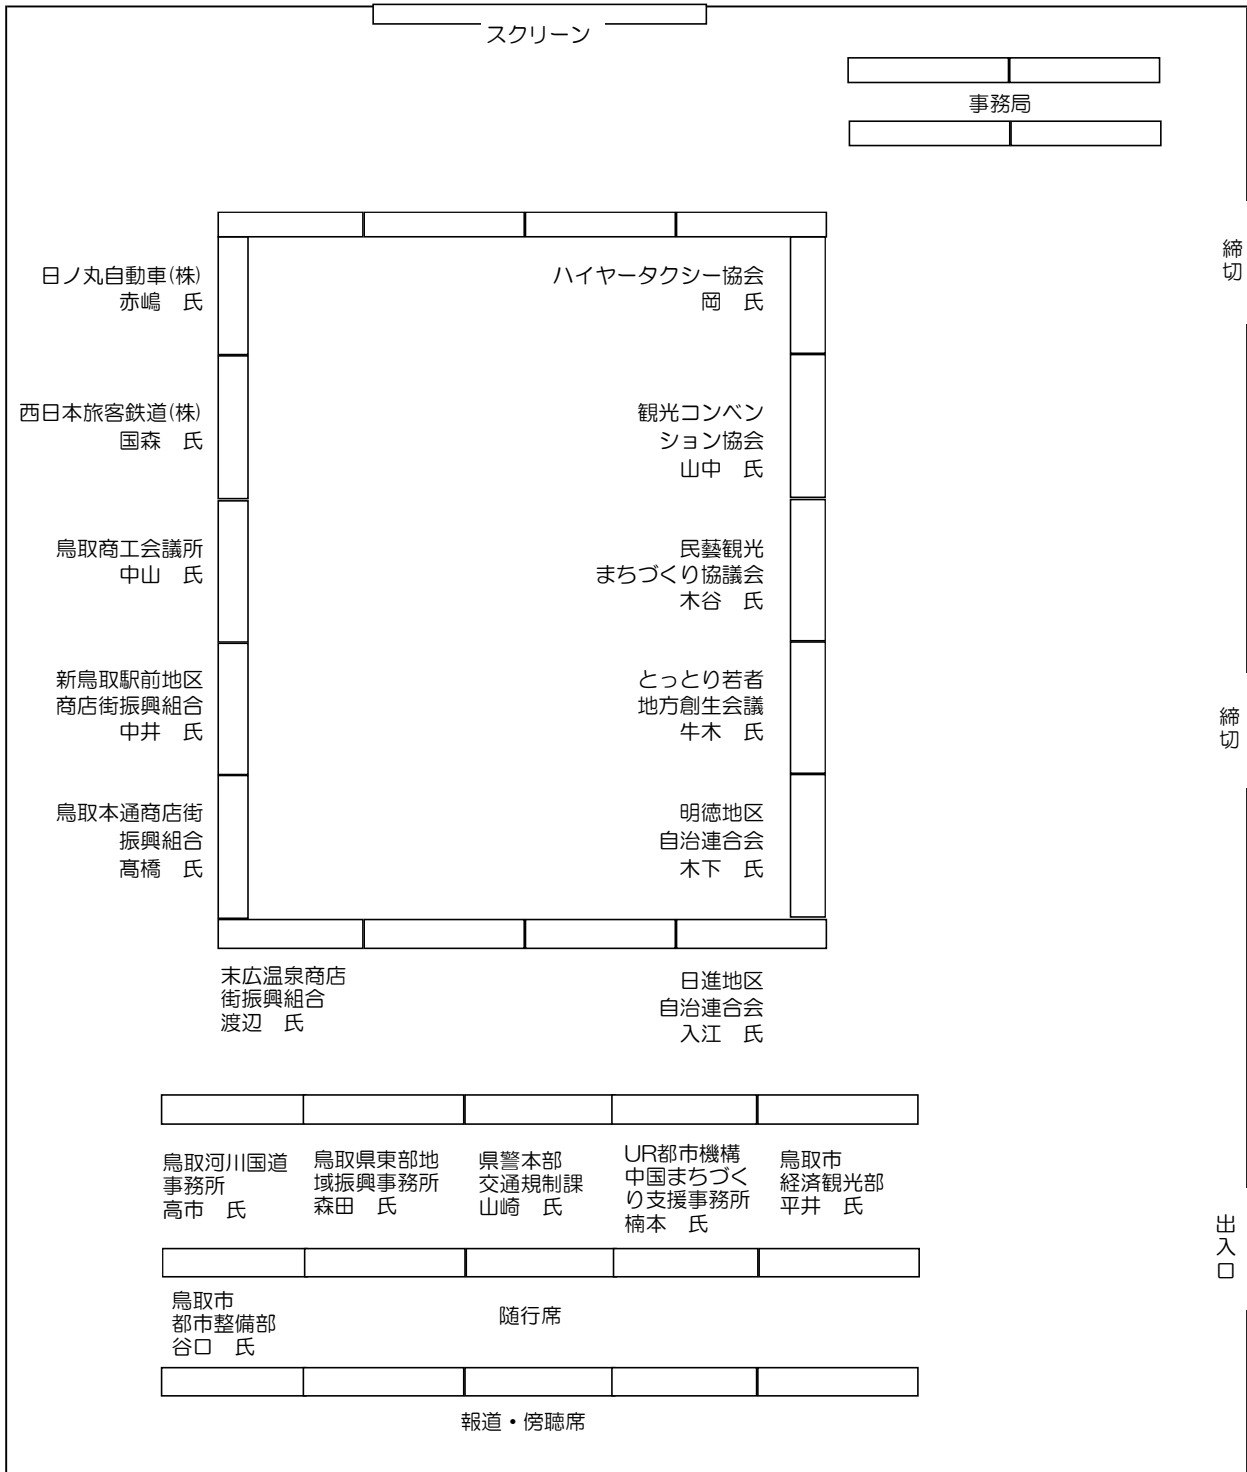 スクリーン
事務局
締
切
日ノ丸自動車(株)
赤嶋　氏
ハイヤータクシー協会
岡　氏
西日本旅客鉄道(株)
国森　氏
観光コンベン
ション協会
山中　氏
鳥取商工会議所
中山　氏
民藝観光
まちづくり協議会
木谷　氏
新鳥取駅前地区
商店街振興組合
中井　氏
とっとり若者
地方創生会議
牛木　氏
締
切
鳥取本通商店街
振興組合
髙橋　氏
明徳地区
自治連合会
木下　氏
末広温泉商店
街振興組合
渡辺　氏
日進地区
自治連合会
入江　氏
鳥取河川国道
事務所
高市　氏
鳥取県東部地
域振興事務所
森田　氏
県警本部
交通規制課
山崎　氏
UR都市機構
中国まちづく
り支援事務所
楠本　氏
鳥取市
経済観光部
平井　氏
出
入
口
鳥取市
都市整備部
谷口　氏
随行席
報道・傍聴席